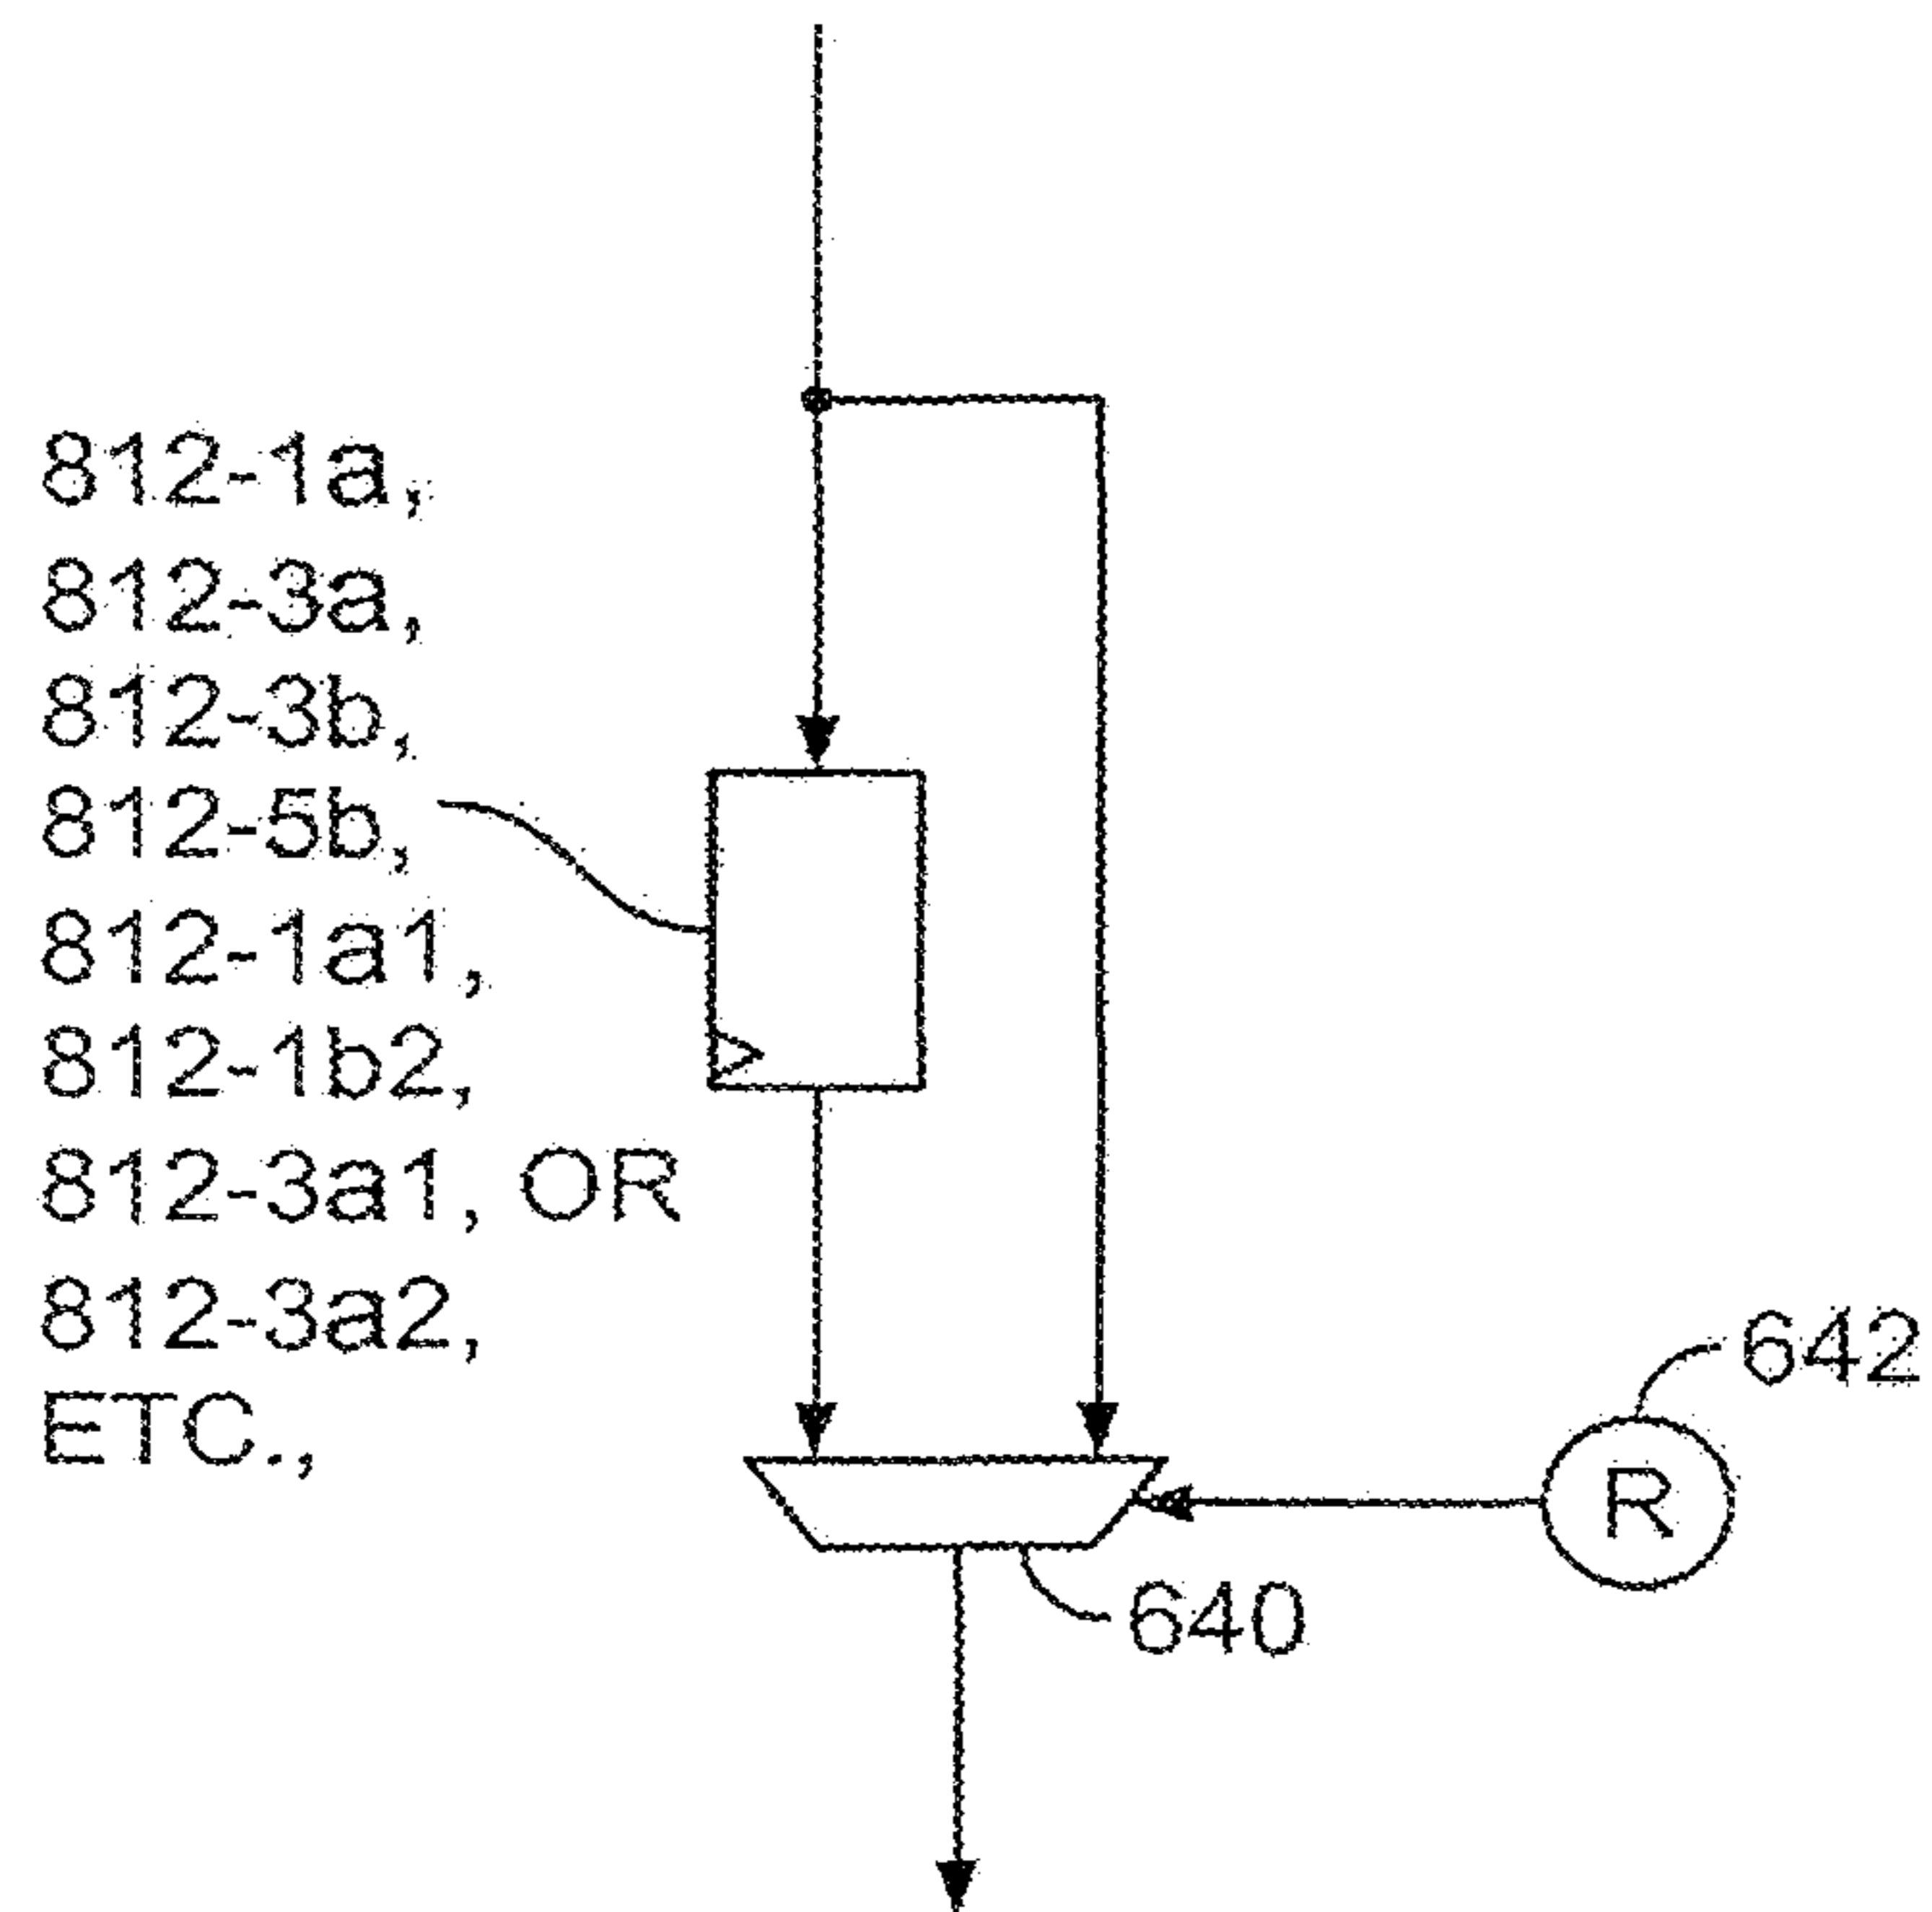 812-1a,
812-3a,
812-3b,
812-5b,
812-1a1,
812-1b2,
812-3a1, OR
812-3a2,
ETC.,
642
R
640